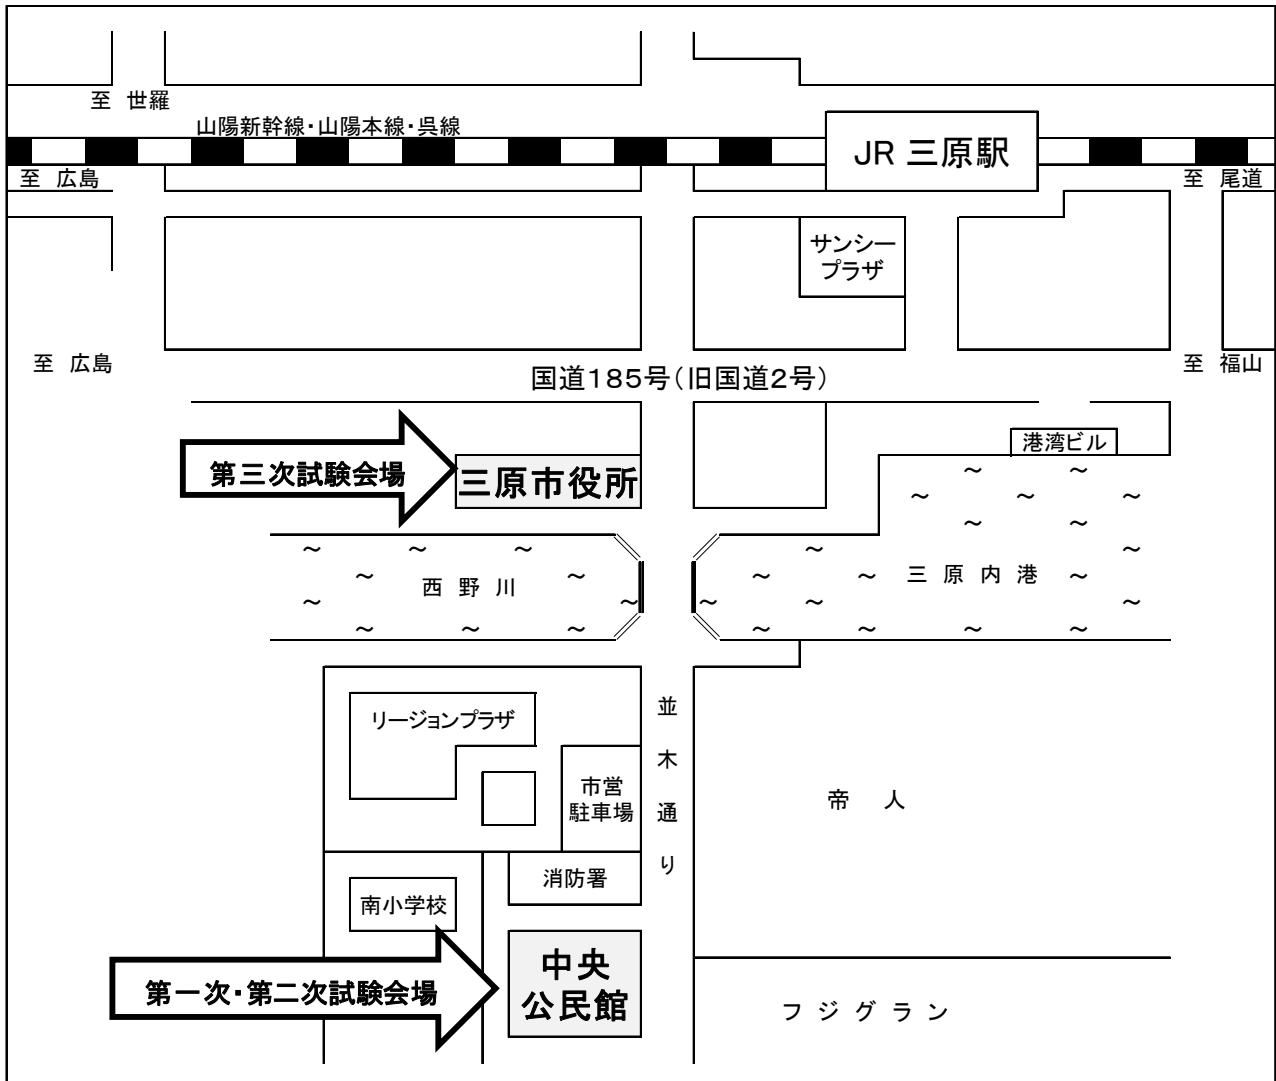 至 世羅
山陽新幹線・山陽本線・呉線
JR 三原駅
至 広島
至 尾道
サンシー
プラザ
至 広島
至 福山
国道185号(旧国道2号)
港湾ビル
第三次試験会場
三原市役所
~ ~
~ ~ ~
~ ~
~ ~ ~ ~ ~
~ 西野川 ~ ~ ~ 三原内港 ~
~ ~ ~ ~ ~
~ ~ ~ ~ ~ ~ ~
リージョンプラザ
並木通り
市営
駐車場
帝人
消防署
南小学校
中央
公民館
第一次・第二次試験会場
フジグラン